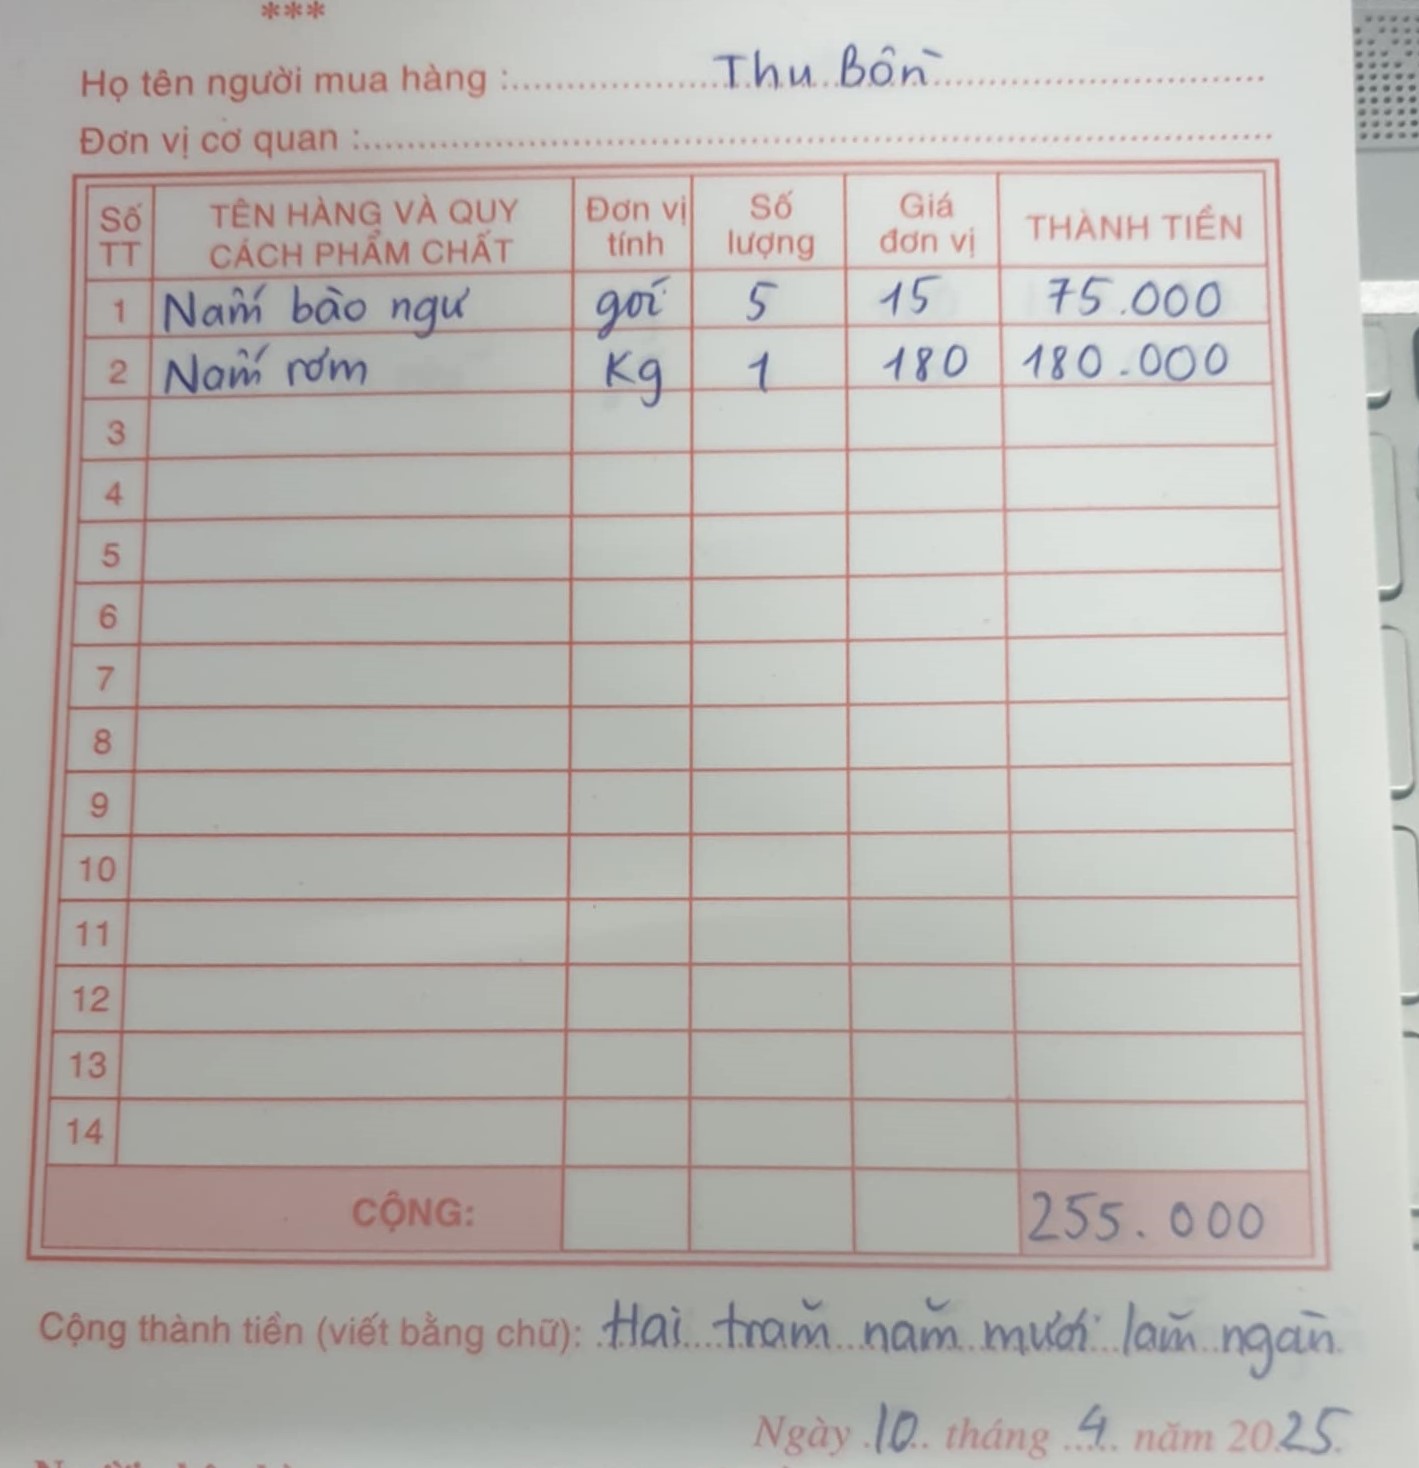 ***
Họ tên người mua hàng : Thu Bồn
Đơn vị cơ quan :
Số TT TÊN HÀNG VÀ QUY CÁCH PHẨM CHẤT Đơn vị tính Số lượng Giá đơn vị THÀNH TIỀN
1 Nấm bào ngư gói 5 15 75.000
2 Nấm rơm Kg 1 180 180.000
3
4
5
6
7
8
9
10
11
12
13
14
CỘNG: 255.000
Cộng thành tiền (viết bằng chữ): Hai trăm năm mươi lăm ngàn
Ngày 10 tháng 4 năm 2025